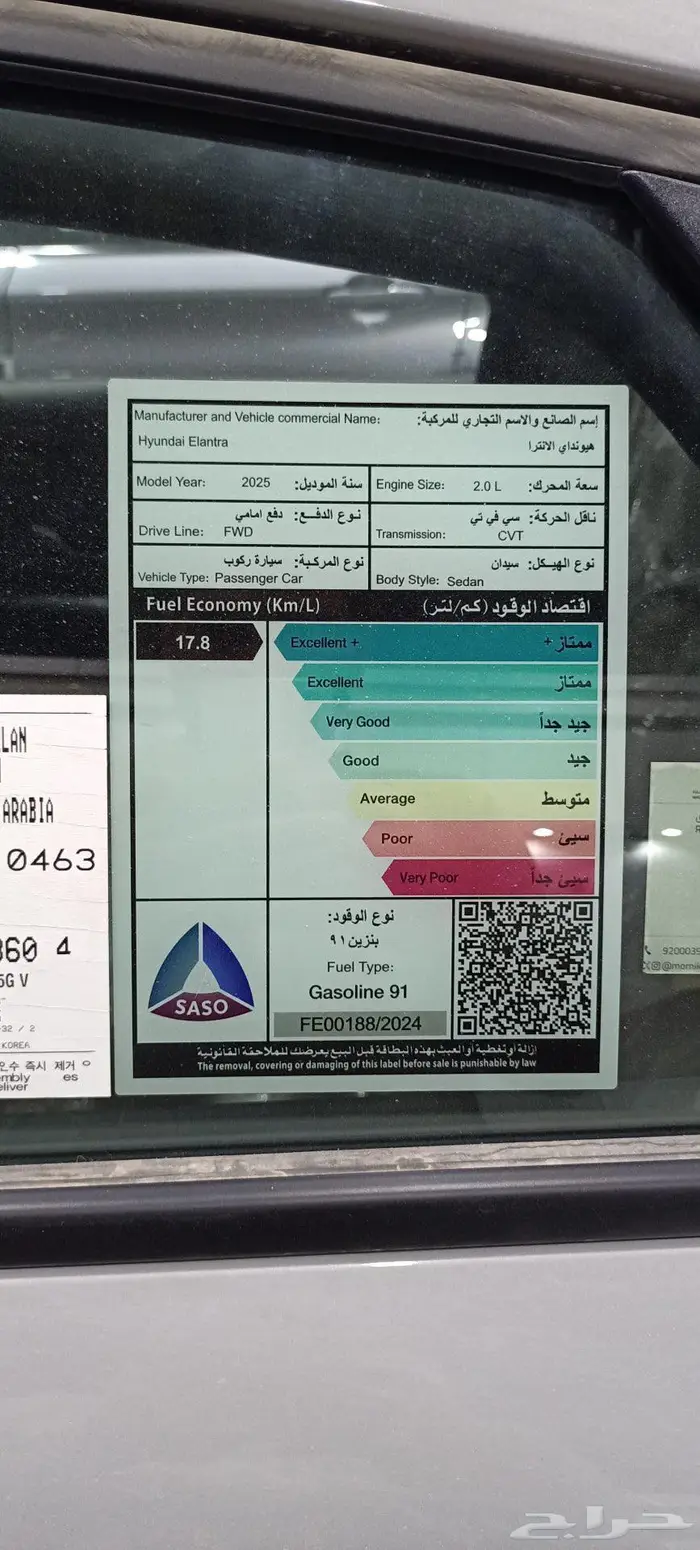 Manufacturer and Vehicle commercial Name: إسم الصانع والاسم التجاري للمركبة:
Hyundai Elantra هيونداي الانترا
Model Year: 2025 سنة الموديل:
Engine Size: 2.0 L سعة المحرك:
نوع الدفع: دفع امامي
Drive Line: FWD
ناقل الحركة: سي في تي
Transmission: CVT
نوع المركبة: سيارة ركوب
Vehicle Type: Passenger Car
نوع الهيكل: سيدان
Body Style: Sedan
Fuel Economy (Km/L) اقتصاد الوقود (كم/لتر)
17.8
Excellent + ممتاز +
Excellent ممتاز
Very Good جيد جداً
Good جيد
Average متوسط
Poor سيئ
Very Poor سيئ جداً
SASO
نوع الوقود:
بنزين ٩١
Fuel Type:
Gasoline 91
FE00188/2024
إزالة أو تغطية أو العبث بهذه البطاقة قبل البيع يعرضك للملاحقة القانونية
The removal, covering or damaging of this label before sale is punishable by law
ARABIA
0463
4
KOREA
즉시 제거
حراج